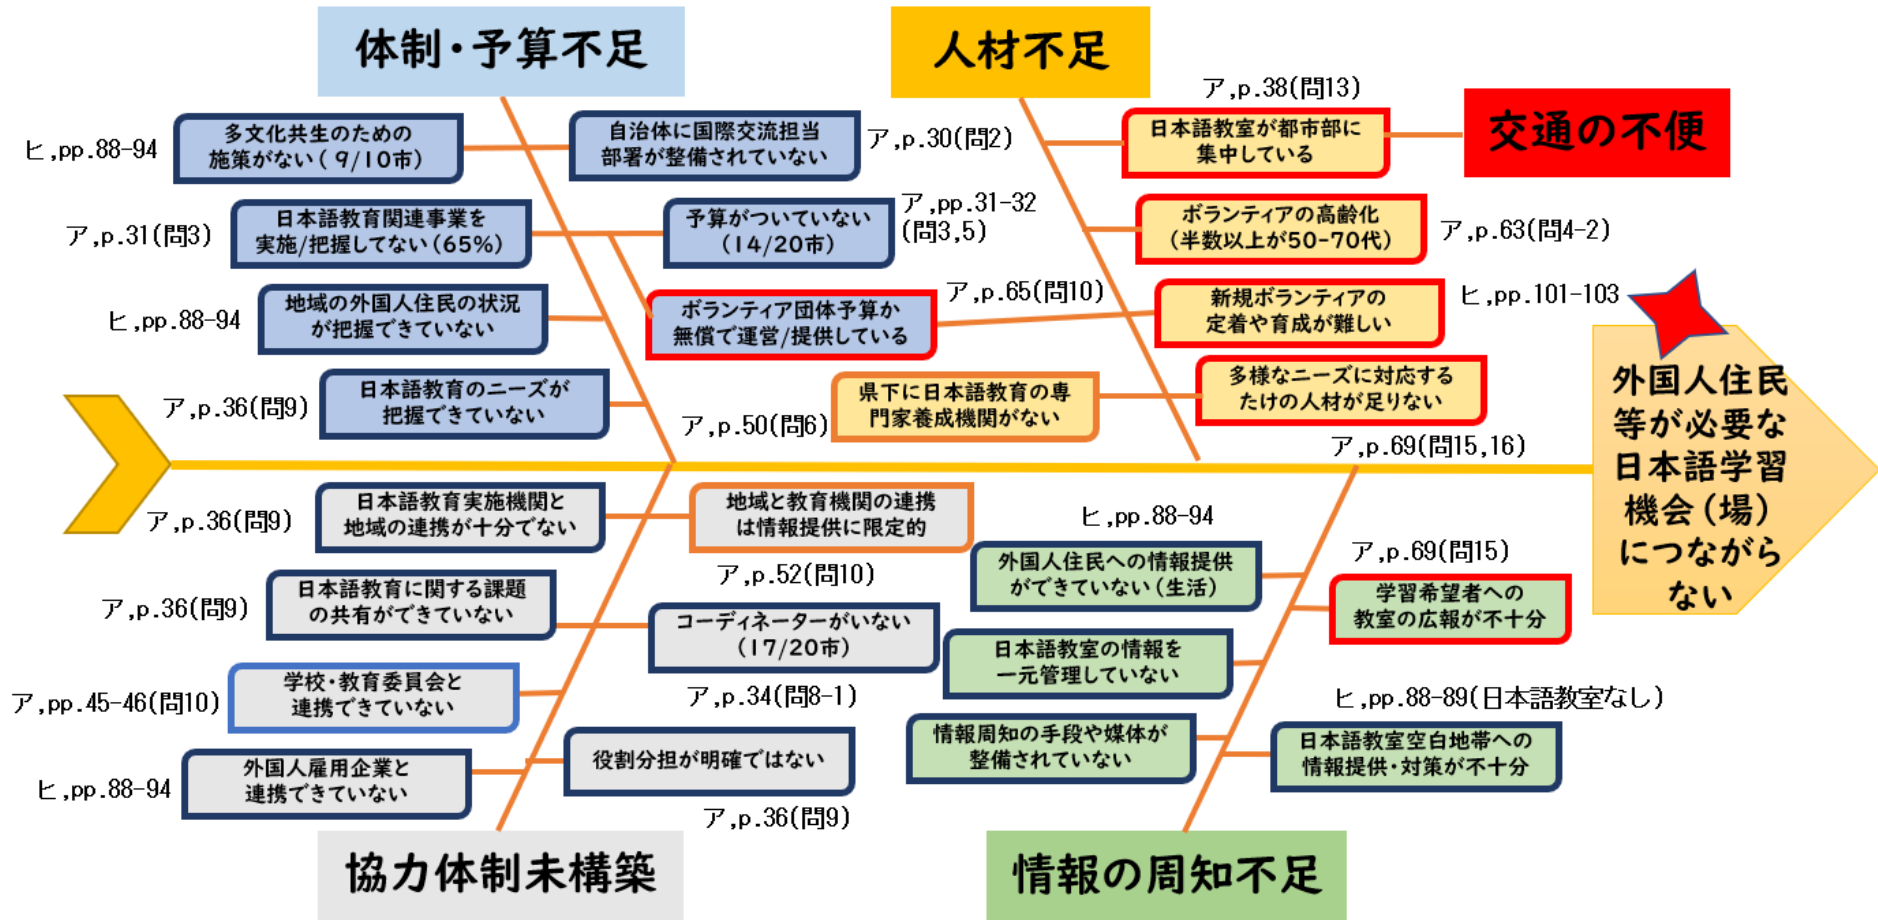 体制・予算不足
人材不足
交通の不便
ヒ,pp.88-94
多文化共生のための
施策がない(9/10市)
自治体に国際交流担当
部署が整備されていない
ア,p.30(問2)
ア,p.38(問13)
日本語教室が都市部に
集中している
ア,p.31(問3)
日本語教育関連事業を
実施/把握してない(65%)
予算がついていない
(14/20市)
ア,pp.31-32
(問3,5)
ボランティアの高齢化
(半数以上が50-70代)
ア,p.63(問4-2)
ヒ,pp.88-94
地域の外国人住民の状況
が把握できていない
ボランティア団体予算か
無償で運営/提供している
ア,p.65(問10)
新規ボランティアの
定着や育成が難しい
ヒ,pp.101-103
ア,p.36(問9)
日本語教育のニーズが
把握できていない
ア,p.50(問6)
県下に日本語教育の専
門家養成機関がない
多様なニーズに対応する
たけの人材が足りない
ア,p.69(問15,16)
外国人住民
等が必要な
日本語学習
機会(場)
につながら
ない
ア,p.36(問9)
日本語教育実施機関と
地域の連携が十分でない
地域と教育機関の連携
は情報提供に限定的
ア,p.52(問10)
ア,p.36(問9)
日本語教育に関する課題
の共有ができていない
コーディネーターがいない
(17/20市)
ア,p.34(問8-1)
ア,pp.45-46(問10)
学校・教育委員会と
連携できていない
ヒ,pp.88-94
外国人雇用企業と
連携できていない
役割分担が明確ではない
ア,p.36(問9)
ヒ,pp.88-94
外国人住民への情報提供
ができていない(生活)
ア,p.69(問15)
学習希望者への
教室の広報が不十分
日本語教室の情報を
一元管理していない
ヒ,pp.88-89(日本語教室なし)
情報周知の手段や媒体が
整備されていない
日本語教室空白地帯への
情報提供・対策が不十分
協力体制未構築
情報の周知不足